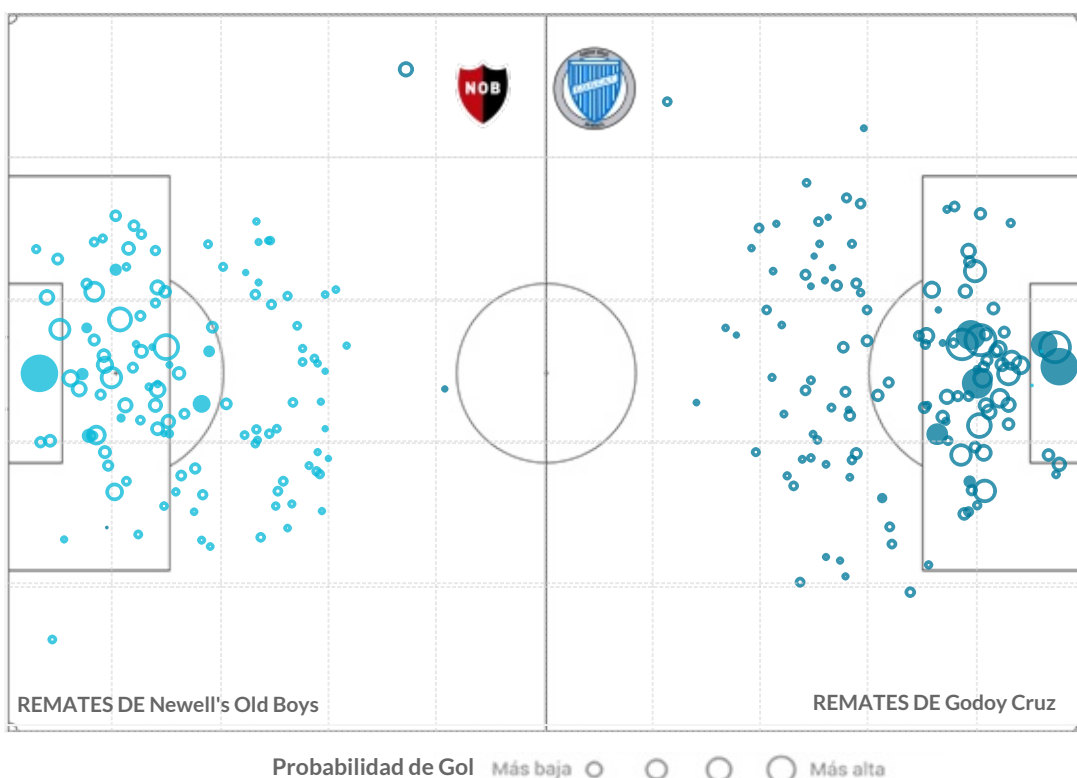 NOB
REMATES DE Newell's Old Boys
REMATES DE Godoy Cruz
Probabilidad de Gol Más baja Más alta